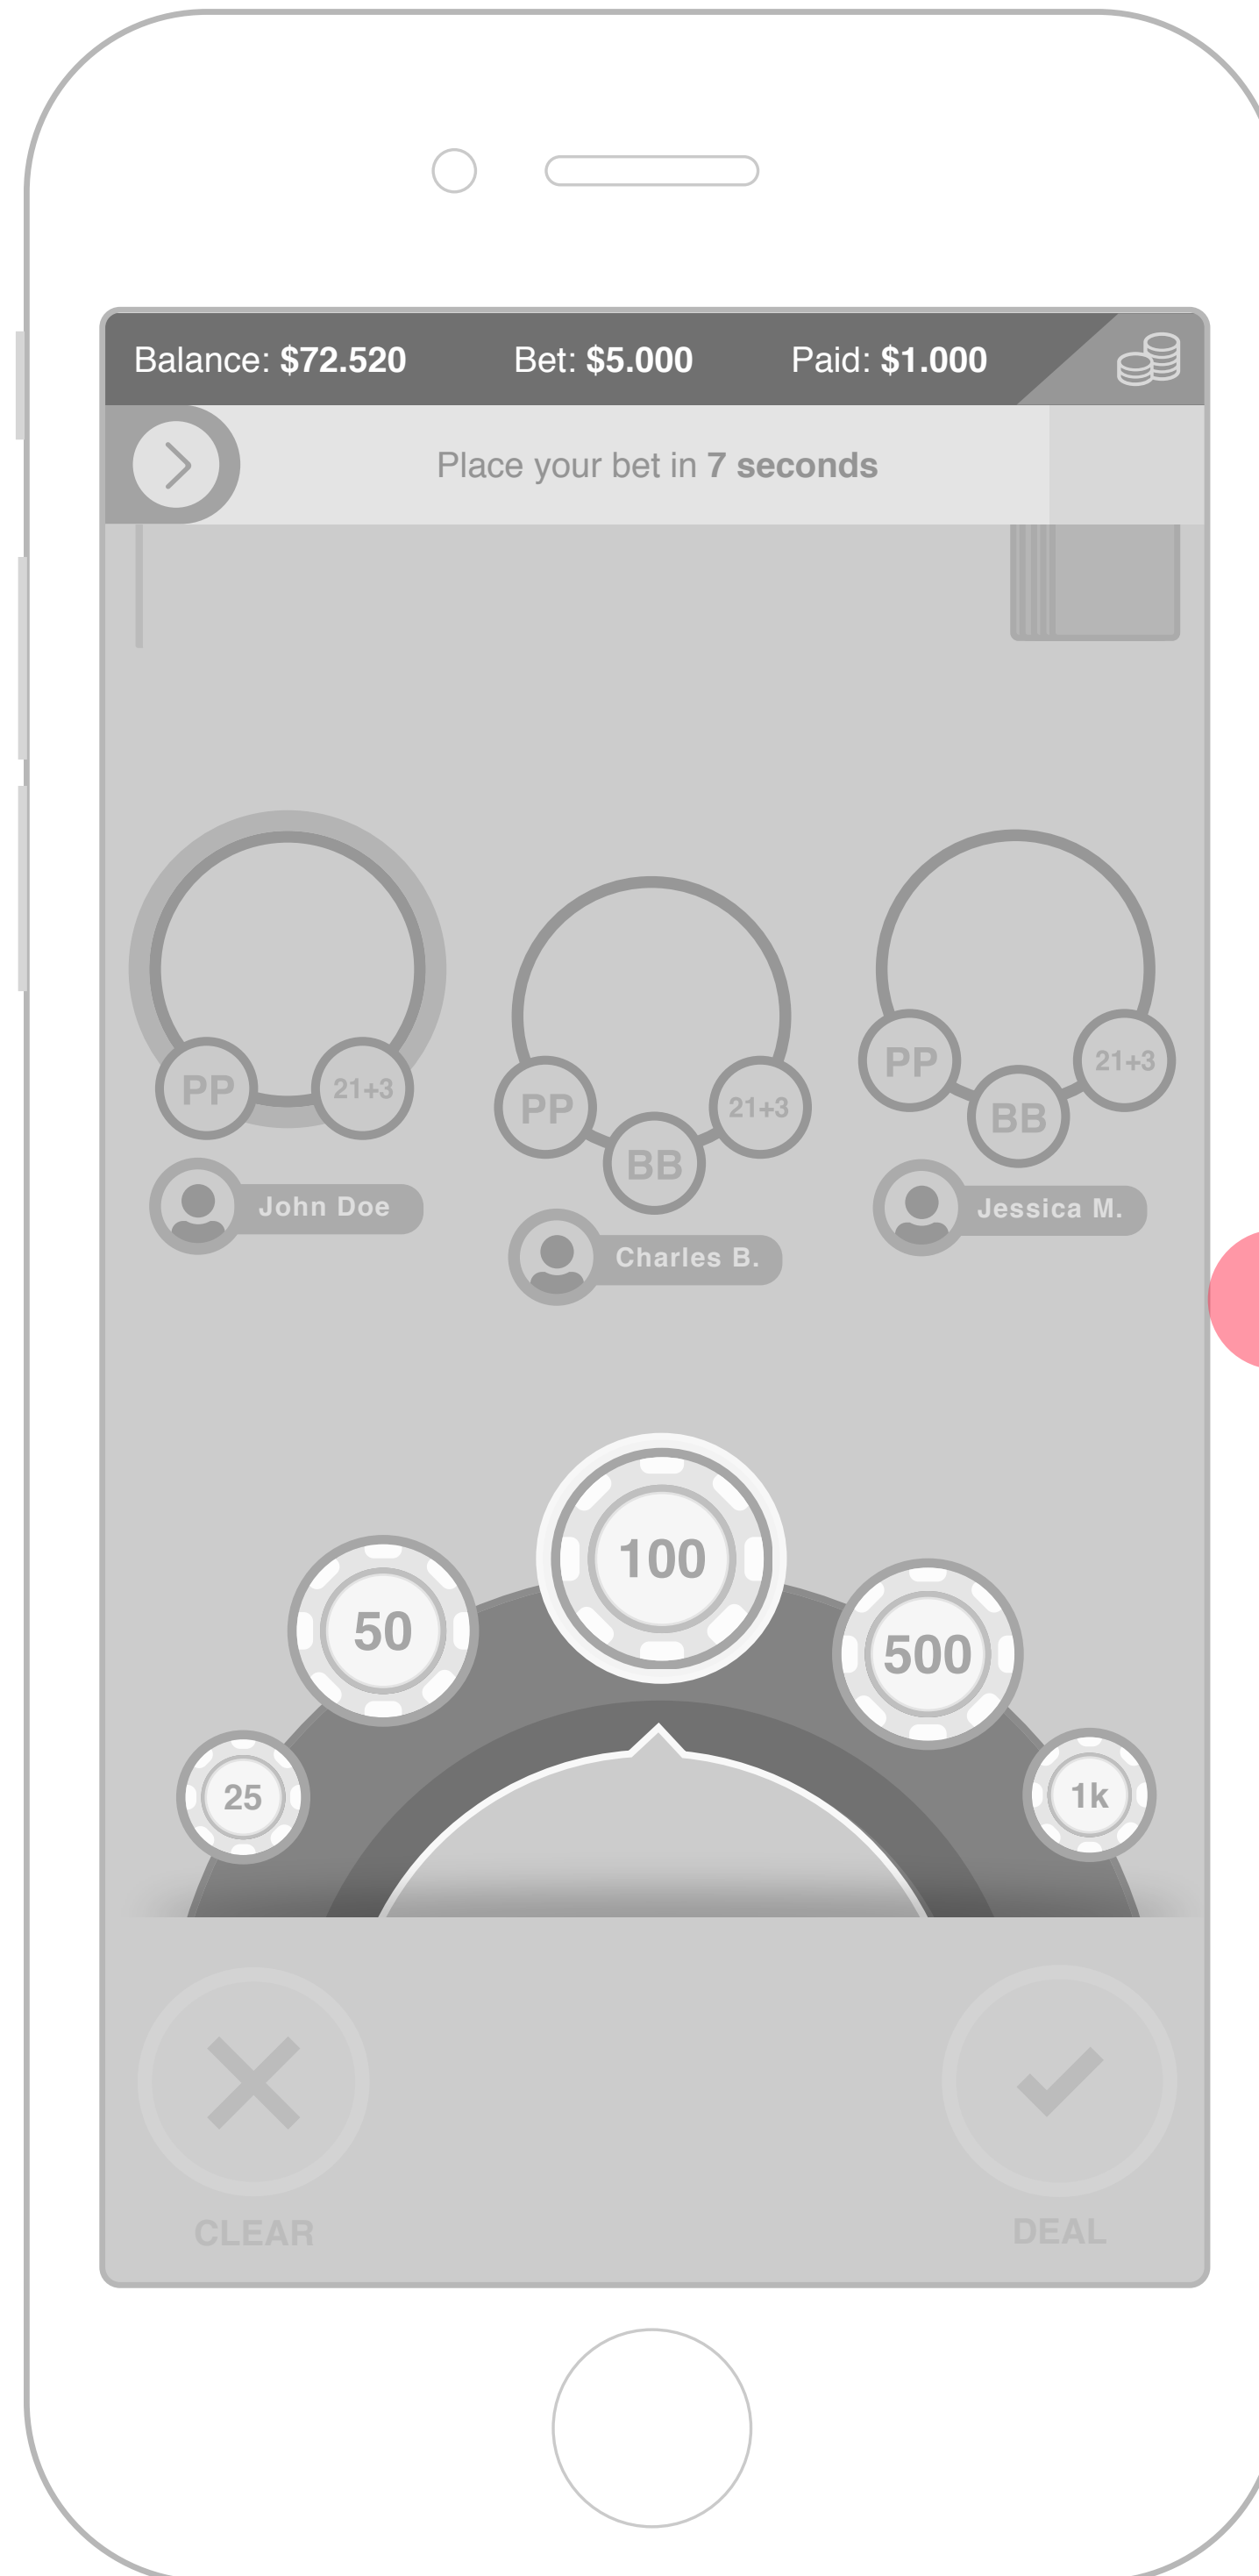 Balance: $72.520 Bet: $5.000 Paid: $1.000
Place your bet in 7 seconds
PP 21+3
PP BB 21+3
PP BB 21+3
John Doe
Charles B.
Jessica M.
100
50
500
25
1k
CLEAR
DEAL